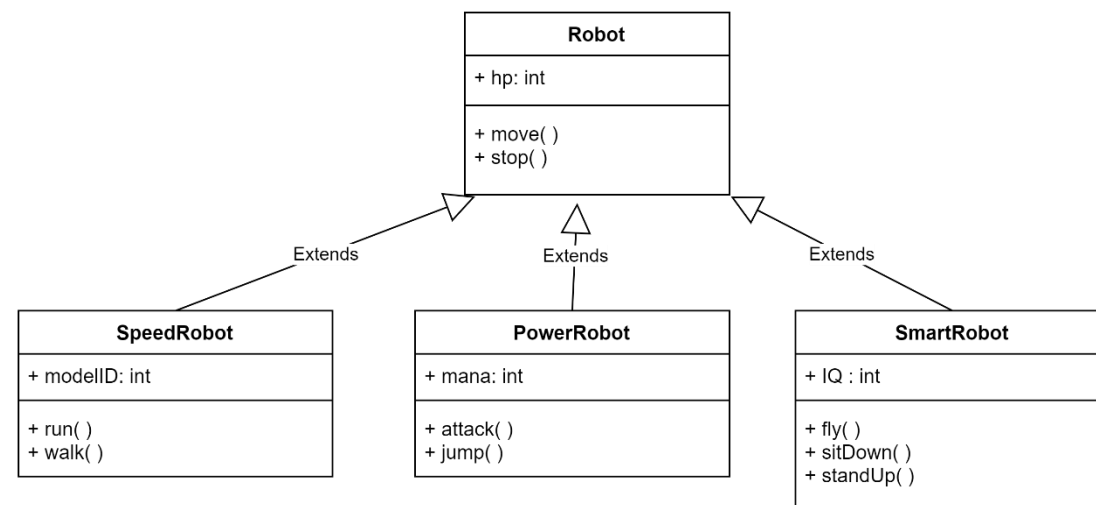 Robot
+ hp: int
+ move( )
+ stop( )
Extends
Extends
Extends
SpeedRobot
+ modelID: int
+ run( )
+ walk( )
PowerRobot
+ mana: int
+ attack( )
+ jump( )
SmartRobot
+ IQ : int
+ fly( )
+ sitDown( )
+ standUp( )